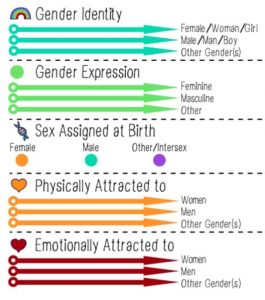 Gender Identity
Female/Woman/Girl
Male/Man/Boy
Other Gender(s)
Gender Expression
Feminine
Masculine
Other
Sex Assigned at Birth
Female Male Other/Intersex
Physically Attracted to
Women
Men
Other Gender(s)
Emotionally Attracted to
Women
Men
Other Gender(s)